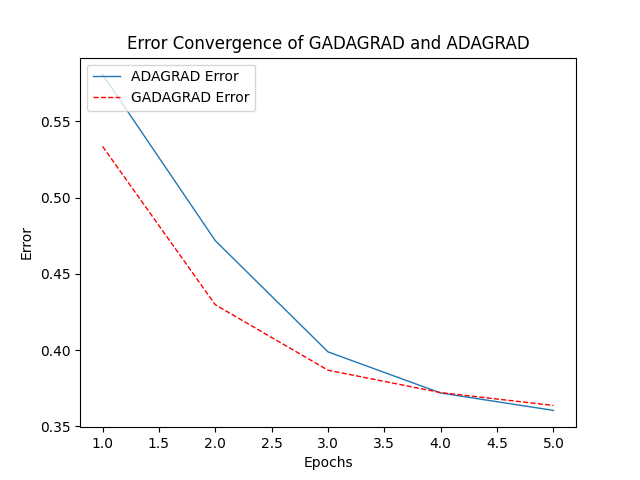 Error Convergence of GADAGRAD and ADAGRAD
ADAGRAD Error
GADAGRAD Error
Error
0.55
0.50
0.45
0.40
0.35
1.0 1.5 2.0 2.5 3.0 3.5 4.0 4.5 5.0
Epochs